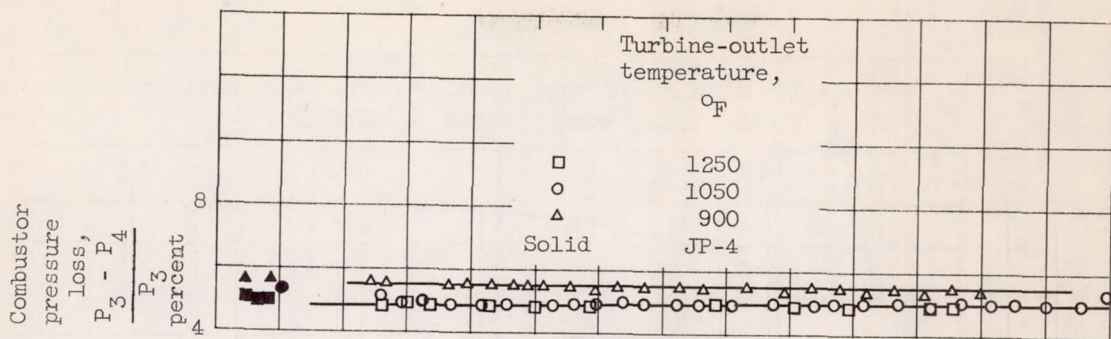 Turbine-outlet
temperature,
°F
1250
1050
900
Solid JP-4
Combustor
pressure
loss,
P3 - P4
P3
percent
8
4